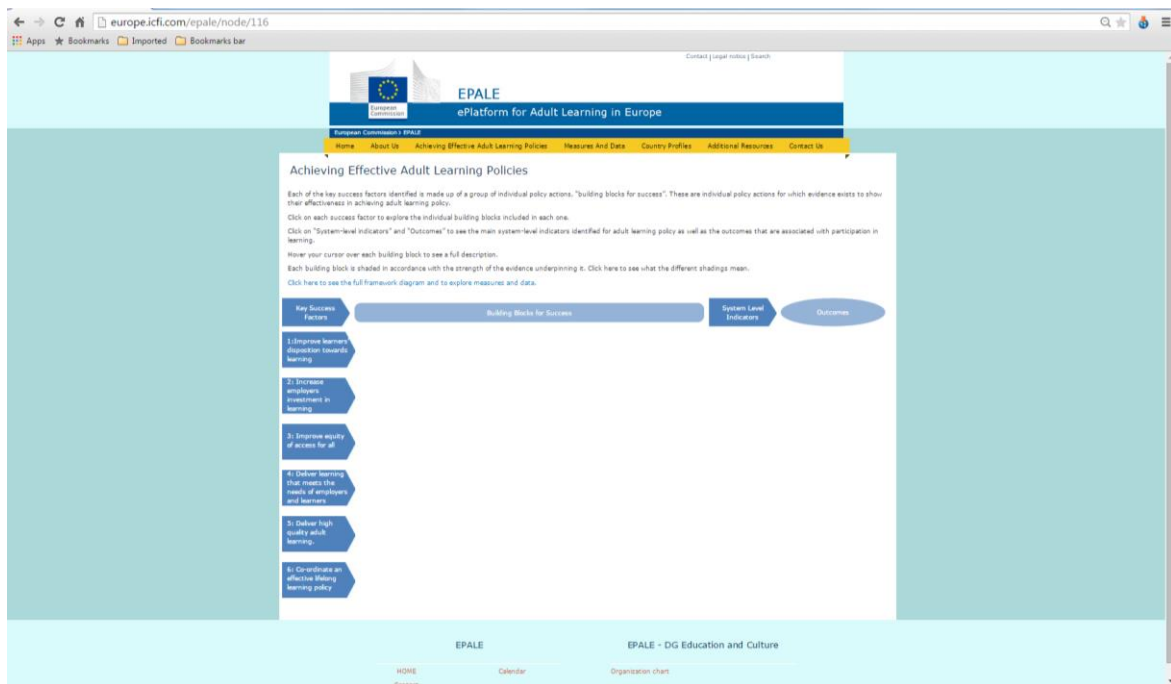 europe.icfi.com/epale/node/116
Apps Bookmarks Imported Bookmarks bar
Contact | Legal notice | Search
European
Commission
EPALE
ePlatform for Adult Learning in Europe
European Commission > EPALE
Home About Us Achieving Effective Adult Learning Policies Measures And Data Country Profiles Additional Resources Contact Us
Achieving Effective Adult Learning Policies
Each of the key success factors identified is made up of a group of individual policy actions, "building blocks for success". These are individual policy actions for which evidence exists to show
their effectiveness in achieving adult learning policy.
Click on each success factor to explore the individual building blocks included in each one.
Click on "System-level indicators" and "Outcomes" to see the main system-level indicators identified for adult learning policy as well as the outcomes that are associated with participation in
learning.
Hover your cursor over each building block to see a full description.
Each building block is shaded in accordance with the strength of the evidence underpinning it. Click here to see what the different shadings mean.
Click here to see the full framework diagram and to explore measures and data.
Key Success
Factors
Building Blocks for Success
System Level
Indicators
Outcomes
1:Improve learners
disposition towards
learning
2: Increase
employers
investment in
learning
3: Improve equity
of access for all
4: Deliver learning
that meets the
needs of employers
and learners
5: Deliver high
quality adult
learning.
6: Co-ordinate an
effective lifelong
learning policy
EPALE
EPALE - DG Education and Culture
HOME Calendar Organization chart